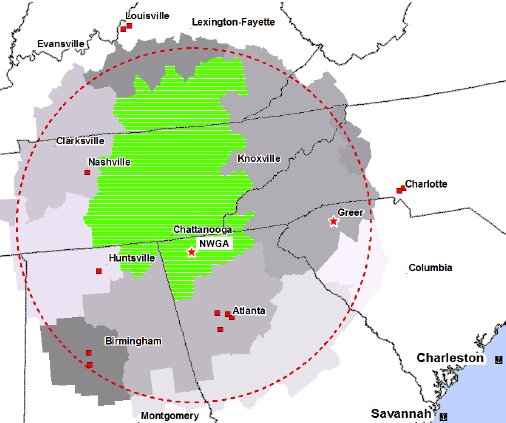 Louisville
Lexington-Fayette
Evansville
Clarksville
Nashville
Knoxville
Charlotte
Greer
Chattanooga
NWGA
Huntsville
Columbia
Atlanta
Birmingham
Charleston
Montgomery
Savannah